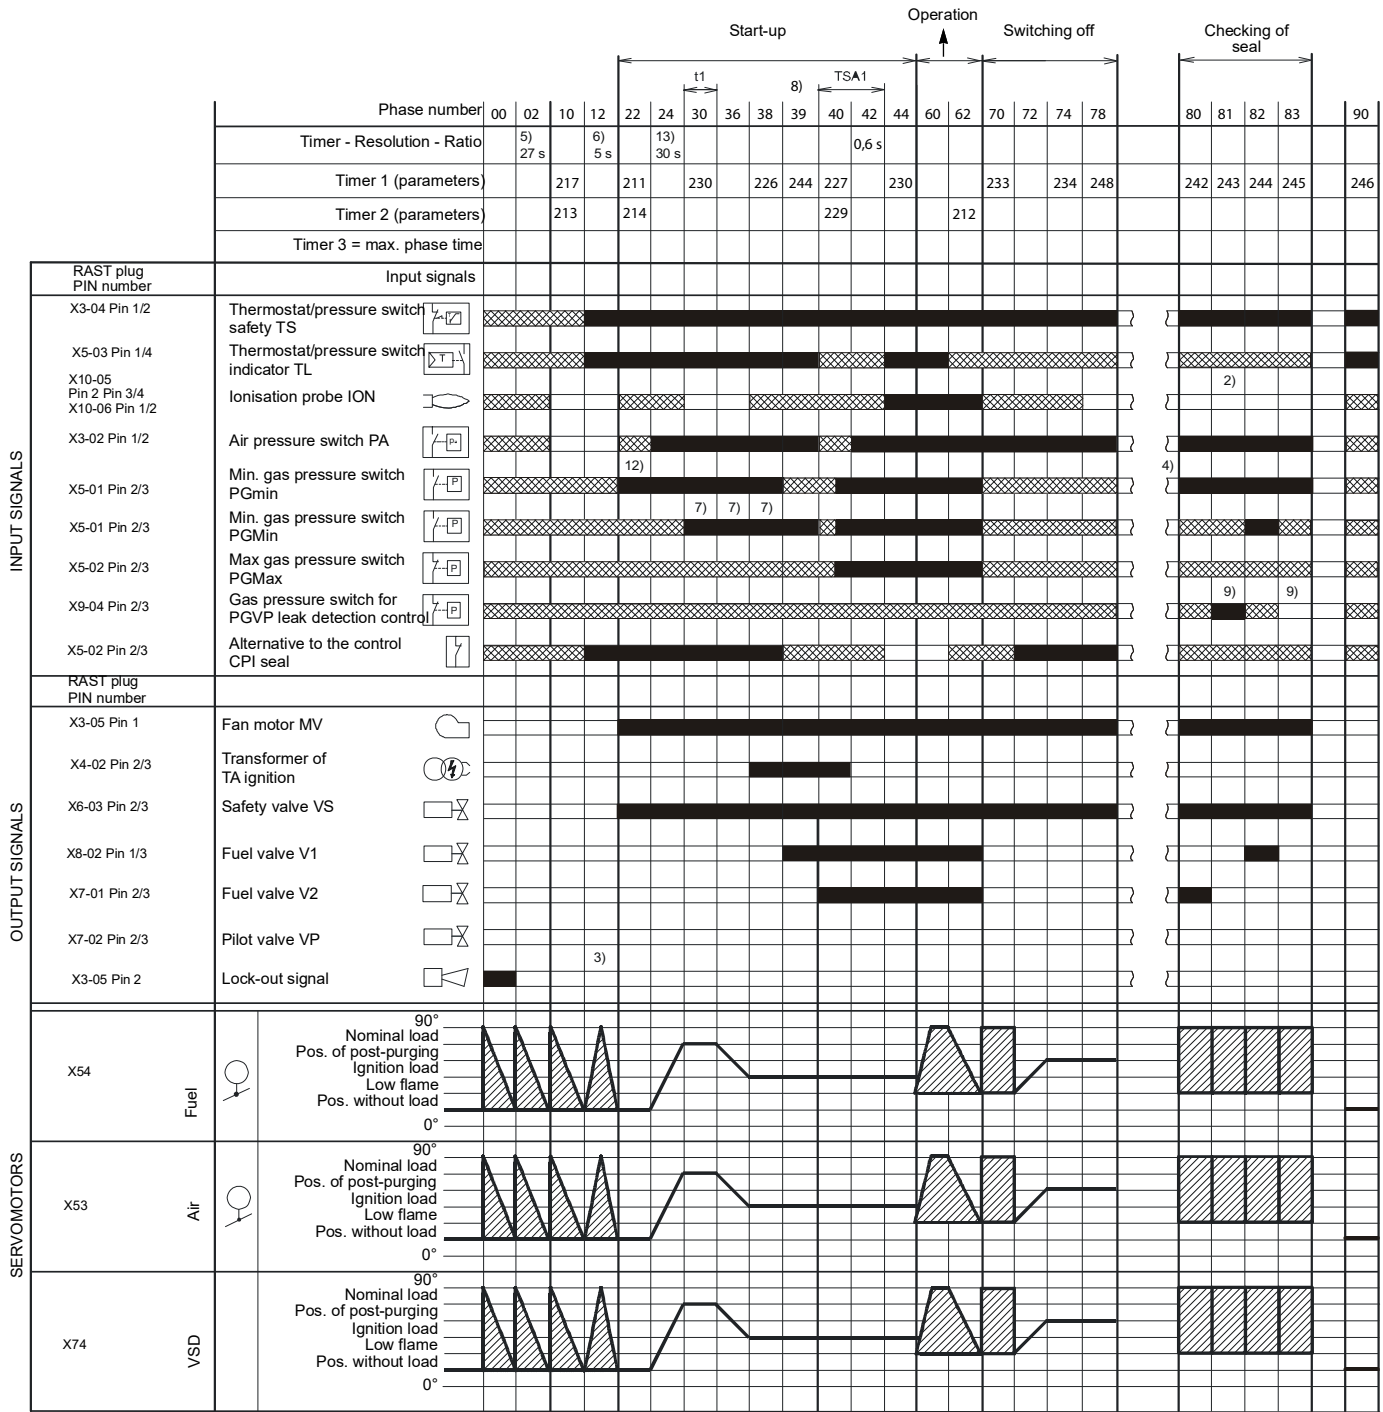 Operation
Start-up Switching off Checking of seal
t1 8) TSA1
Phase number 00 02 10 12 22 24 30 36 38 39 40 42 44 60 62 70 72 74 78 80 81 82 83 90
Timer - Resolution - Ratio 5) 27 s 6) 5 s 13) 30 s 0,6 s
Timer 1 (parameters) 217 211 230 226 244 227 230 233 234 248 242 243 244 245 246
Timer 2 (parameters) 213 214 229 212
Timer 3 = max. phase time
RAST plug
PIN number
Input signals
INPUT SIGNALS
X3-04 Pin 1/2
Thermostat/pressure switch
safety TS
X5-03 Pin 1/4
Thermostat/pressure switch
indicator TL
T
X10-05
Pin 2 Pin 3/4
X10-06 Pin 1/2
Ionisation probe ION
2)
X3-02 Pin 1/2
Air pressure switch PA
P
12) 4)
X5-01 Pin 2/3
Min. gas pressure switch
PGmin
P
7) 7) 7)
X5-01 Pin 2/3
Min. gas pressure switch
PGMin
P
X5-02 Pin 2/3
Max gas pressure switch
PGMax
P
9) 9)
X9-04 Pin 2/3
Gas pressure switch for
PGVP leak detection control
P
X5-02 Pin 2/3
Alternative to the control
CPI seal
RAST plug
PIN number
OUTPUT SIGNALS
X3-05 Pin 1
Fan motor MV
X4-02 Pin 2/3
Transformer of
TA ignition
X6-03 Pin 2/3
Safety valve VS
X8-02 Pin 1/3
Fuel valve V1
X7-01 Pin 2/3
Fuel valve V2
X7-02 Pin 2/3
Pilot valve VP
3)
X3-05 Pin 2
Lock-out signal
SERVOMOTORS
X54
Fuel
90°
Nominal load
Pos. of post-purging
Ignition load
Low flame
Pos. without load
0°
X53
Air
90°
Nominal load
Pos. of post-purging
Ignition load
Low flame
Pos. without load
0°
X74
VSD
90°
Nominal load
Pos. of post-purging
Ignition load
Low flame
Pos. without load
0°